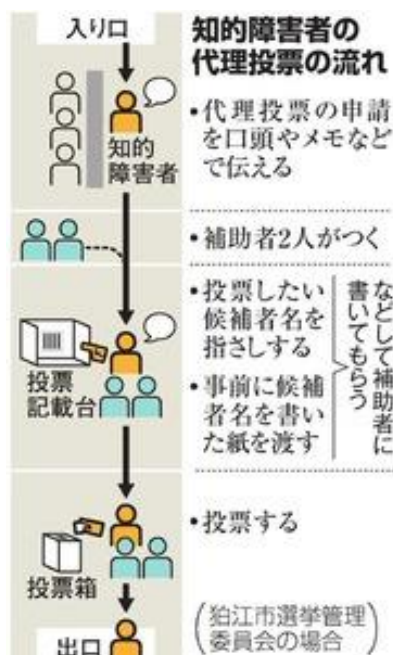 知的障害者の
代理投票の流れ
入り口
知的
障害者
•代理投票の申請
を口頭やメモなど
で伝える
•補助者2人がつく
投票
記載台
•投票したい
候補者名を
指さしする
•事前に候補
者名を書い
た紙を渡す
などして補助者に
書いてもらう
投票箱
•投票する
出口
(狛江市選挙管理
委員会の場合)